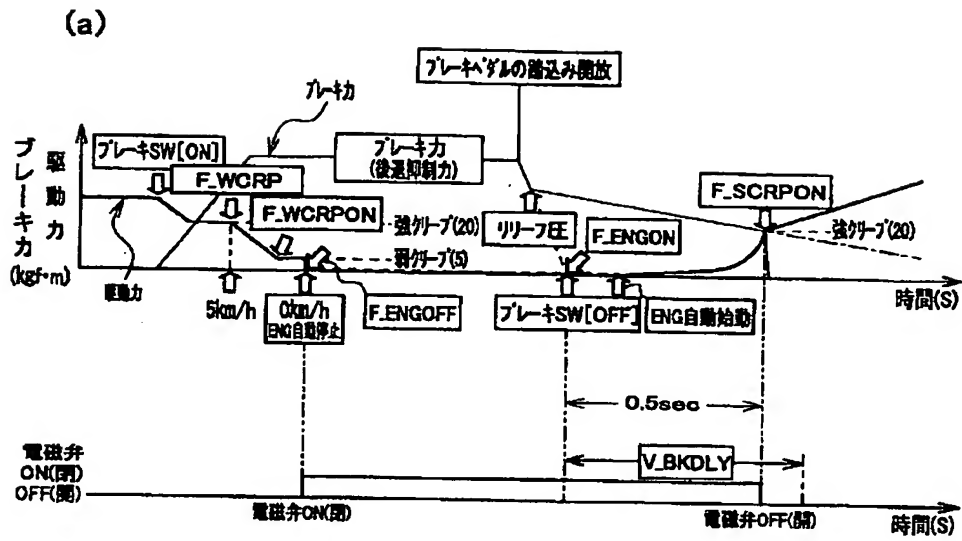 (a)
ブレーキペダルの踏込み開放
ブレーキ力
ブレーキSW[ON]
ブレーキ力
(後退抑制力)
F_WCRP
F_SCRPON
駆動力
ブレーキ力
(kgf・m)
F_WCRPON
強クリープ(20)
リリーフ圧
F_ENGON
強クリープ(20)
弱クリープ(5)
駆動力
5km/h
0km/h
ENG自動停止
F_ENGOFF
ブレーキSW[OFF]
ENG自動始動
時間(S)
0.5sec
電磁弁
ON(閉)
OFF(開)
V_BKDLY
電磁弁ON(閉)
電磁弁OFF(開)
時間(S)